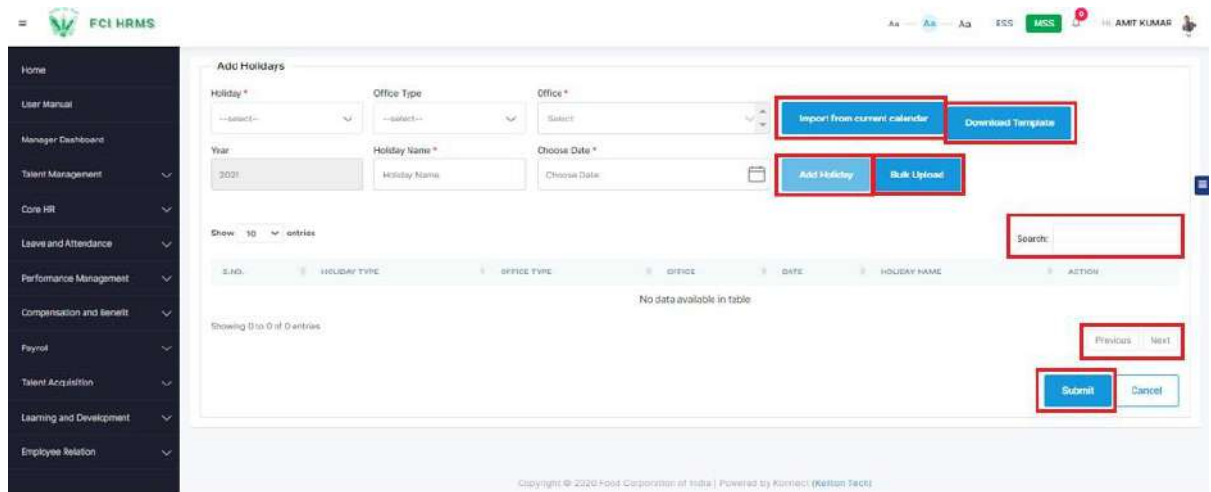 FCI HRMS
Aa Aa Aa ESS MSS 0 Hi AMIT KUMAR
Home
User Manual
Manager Dashboard
Talent Management
Core HR
Leave and Attendance
Performance Management
Compensation and Benefit
Payroll
Talent Acquisition
Learning and Development
Employee Relation
Add Holidays
Holiday * Office Type Office *
--select-- --select-- Select Import from current calendar Download Template
Year Holiday Name * Choose Date *
2021 Holiday Name Choose Date Add Holiday Bulk Upload
Show 10 entries Search:
S.NO. HOLIDAY TYPE OFFICE TYPE OFFICE DATE HOLIDAY NAME ACTION
No data available in table
Showing 0 to 0 of 0 entries
Previous Next
Submit Cancel
Copyright © 2020 Food Corporation of India | Powered by Konnect (Kellton Tech)